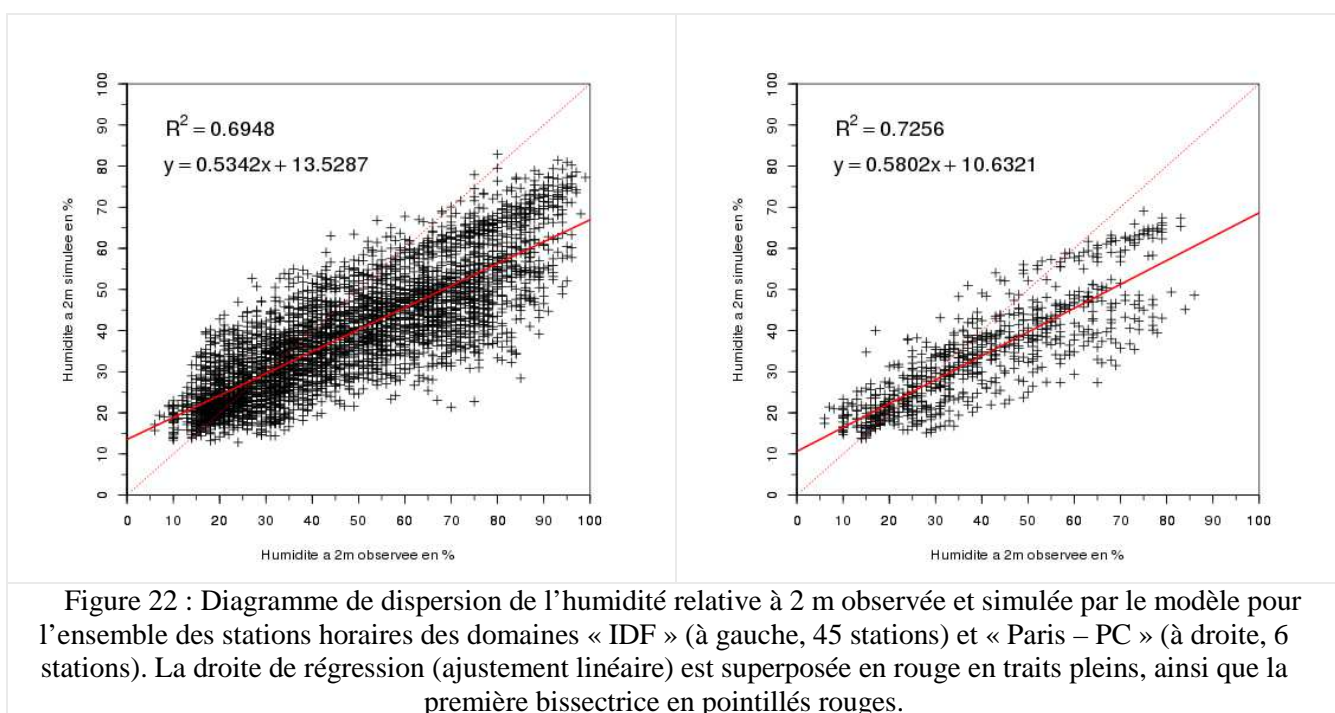 R² = 0.6948
y = 0.5342x + 13.5287
Humidite a 2m simulee en %
0 10 20 30 40 50 60 70 80 90 100
0 10 20 30 40 50 60 70 80 90 100
Humidite a 2m observee en %
R² = 0.7256
y = 0.5802x + 10.6321
Humidite a 2m simulee en %
0 10 20 30 40 50 60 70 80 90 100
0 10 20 30 40 50 60 70 80 90 100
Humidite a 2m observee en %
Figure 22 : Diagramme de dispersion de l’humidité relative à 2 m observée et simulée par le modèle pour
l’ensemble des stations horaires des domaines « IDF » (à gauche, 45 stations) et « Paris – PC » (à droite, 6
stations). La droite de régression (ajustement linéaire) est superposée en rouge en traits pleins, ainsi que la
première bissectrice en pointillés rouges.